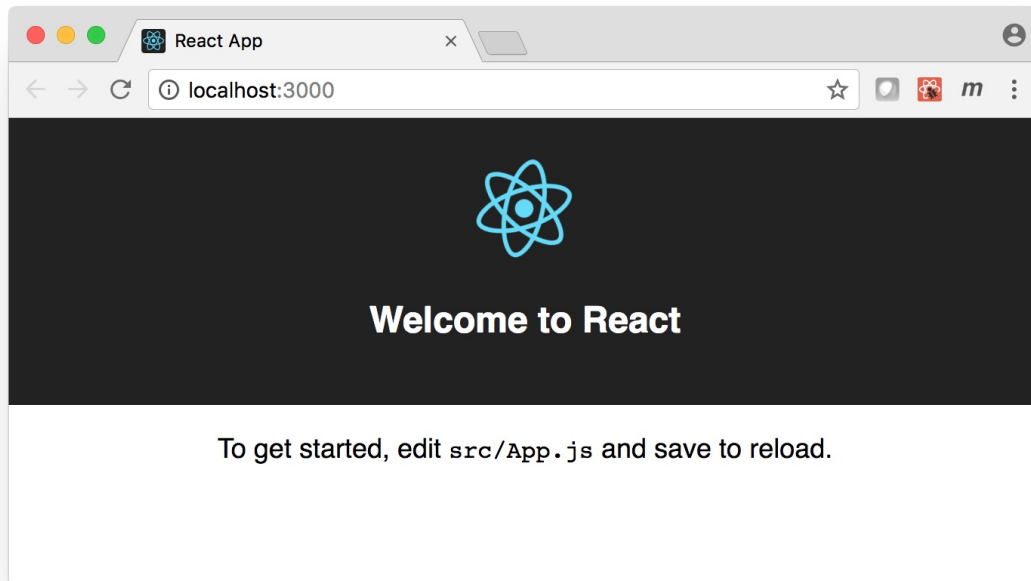 React App
localhost:3000
m
Welcome to React
To get started, edit src/App.js and save to reload.